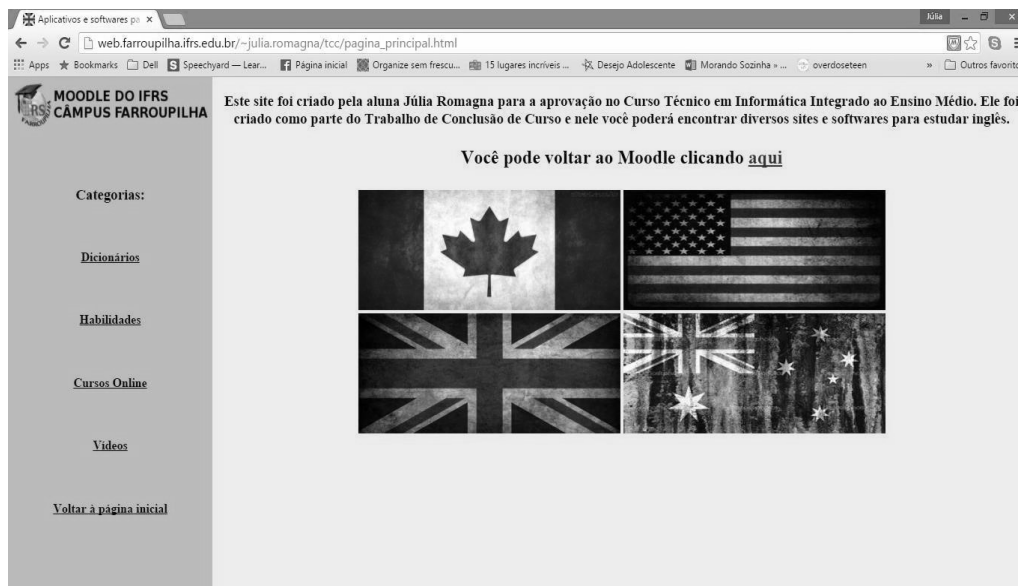 Aplicativos e softwares pa
Júlia
web.farroupilha.ifrs.edu.br/~julia.romagna/tcc/pagina_principal.html
Apps Bookmarks Dell Speechyard — Lear... Página inicial Organize sem frescu... 15 lugares incríveis ... Desejo Adolescente Morando Sozinha » ... overdoseteen » Outros favorito
MOODLE DO IFRS
CÂMPUS FARROUPILHA
Este site foi criado pela aluna Júlia Romagna para a aprovação no Curso Técnico em Informática Integrado ao Ensino Médio. Ele foi
criado como parte do Trabalho de Conclusão de Curso e nele você poderá encontrar diversos sites e softwares para estudar inglês.
Você pode voltar ao Moodle clicando aqui
Categorias:
Dicionários
Habilidades
Cursos Online
Vídeos
Voltar à página inicial